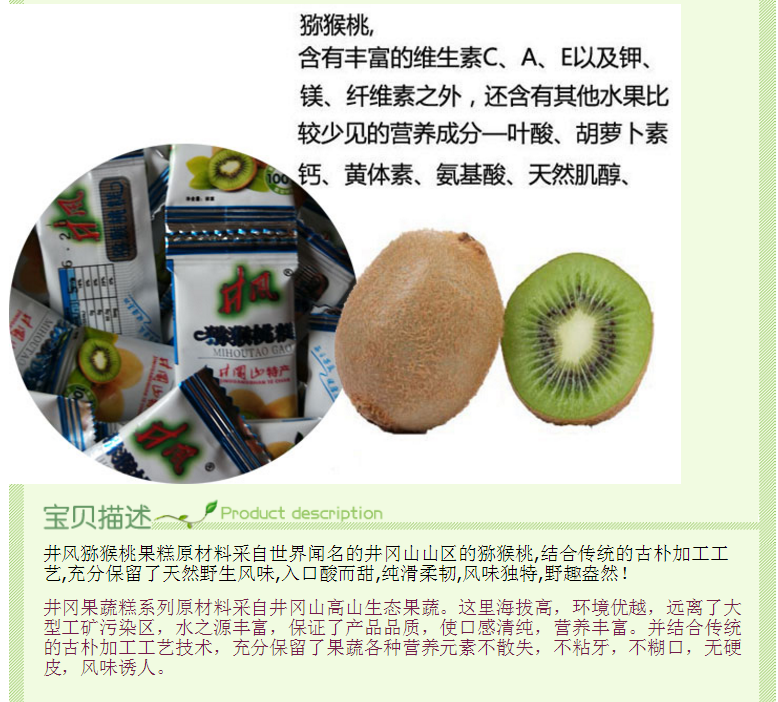 猕猴桃,
含有丰富的维生素C、A、E以及钾、
镁、纤维素之外，还含有其他水果比
较少见的营养成分—叶酸、胡萝卜素
钙、黄体素、氨基酸、天然肌醇、
100
井风
井风
®
猕猴桃糕
MIHOUTAO GAO
井冈山特产
MIHOUTAO
井风
宝贝描述
Product description
井风猕猴桃果糕原材料采自世界闻名的井冈山山区的猕猴桃,结合传统的古朴加工工
艺,充分保留了天然野生风味,入口酸而甜,纯滑柔韧,风味独特,野趣盎然！
井冈果蔬糕系列原材料采自井冈山高山生态果蔬。这里海拔高，环境优越，远离了大
型工矿污染区，水之源丰富，保证了产品品质，使口感清纯，营养丰富。并结合传统
的古朴加工工艺技术，充分保留了果蔬各种营养元素不散失，不粘牙，不糊口，无硬
皮，风味诱人。